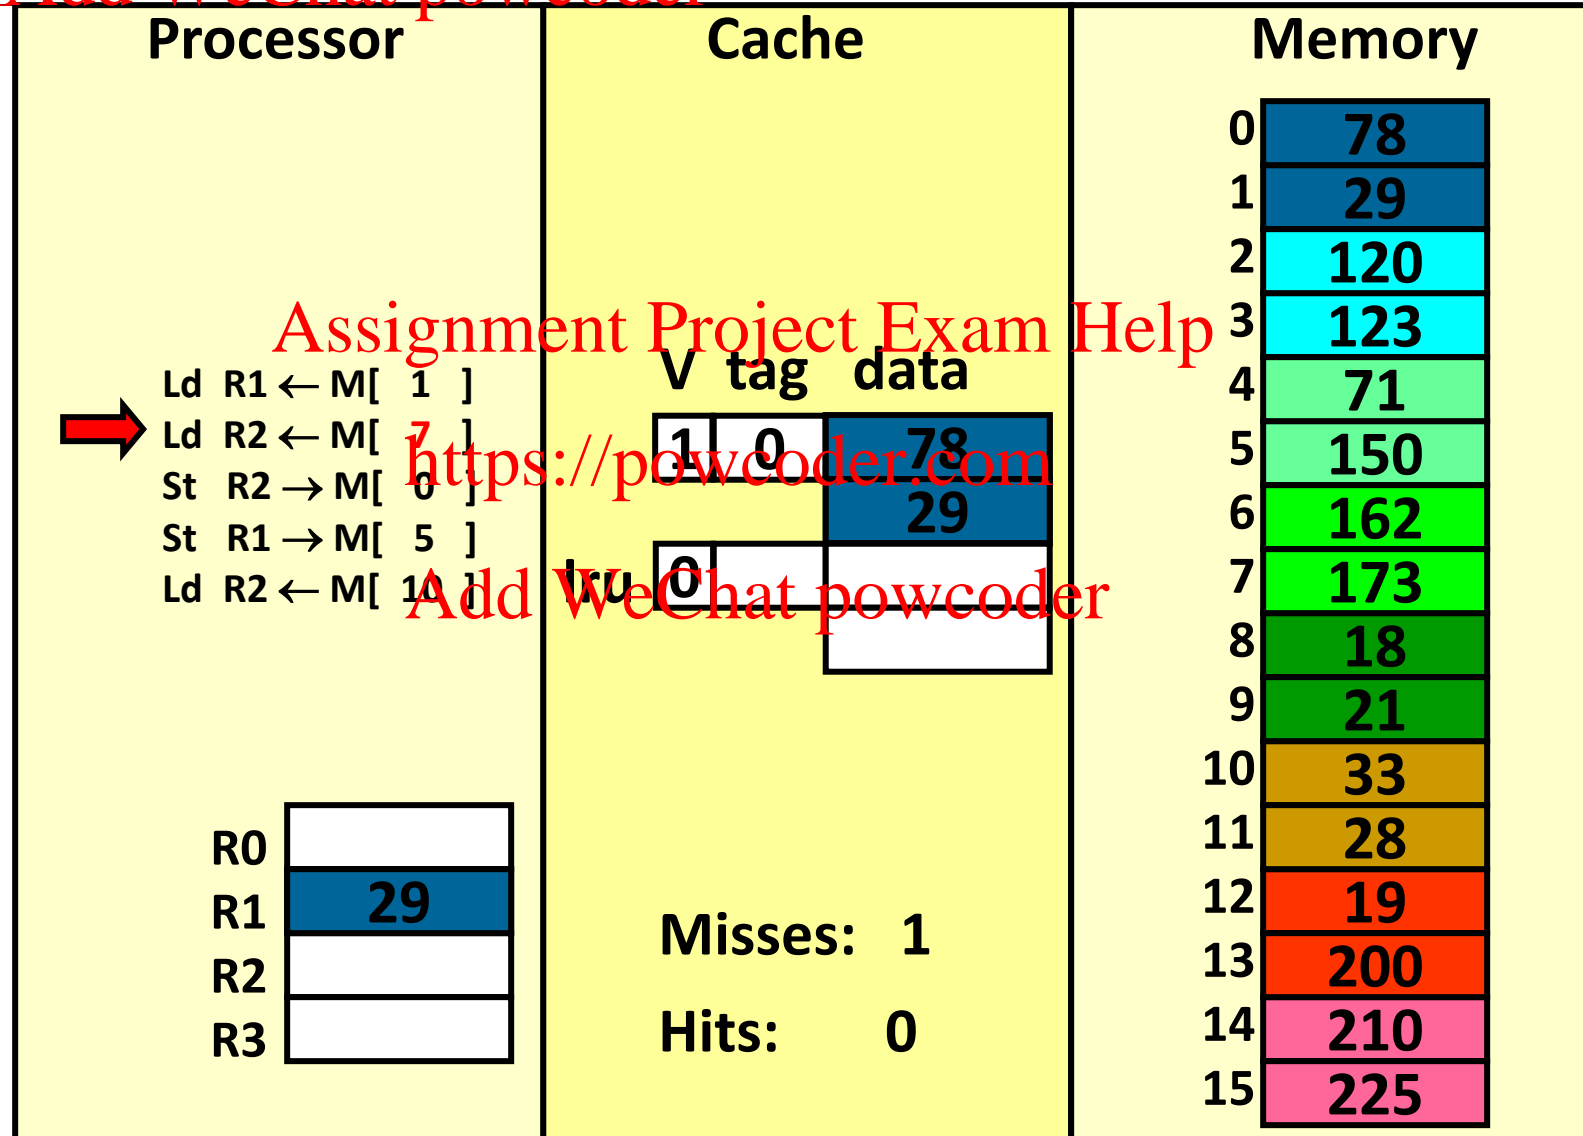 Add WeChat powcoder
Processor
Ld R1 ← M[ 1 ]
Ld R2 ← M[ 7 ]
St R2 → M[ 0 ]
St R1 → M[ 5 ]
Ld R2 ← M[ 10 ]
R0
R1 29
R2
R3
Cache
V tag data
1 0 78
29
lru 0
Misses: 1
Hits: 0
Memory
0 78
1 29
2 120
3 123
4 71
5 150
6 162
7 173
8 18
9 21
10 33
11 28
12 19
13 200
14 210
15 225
Assignment Project Exam Help
https://powcoder.com
Add WeChat powcoder